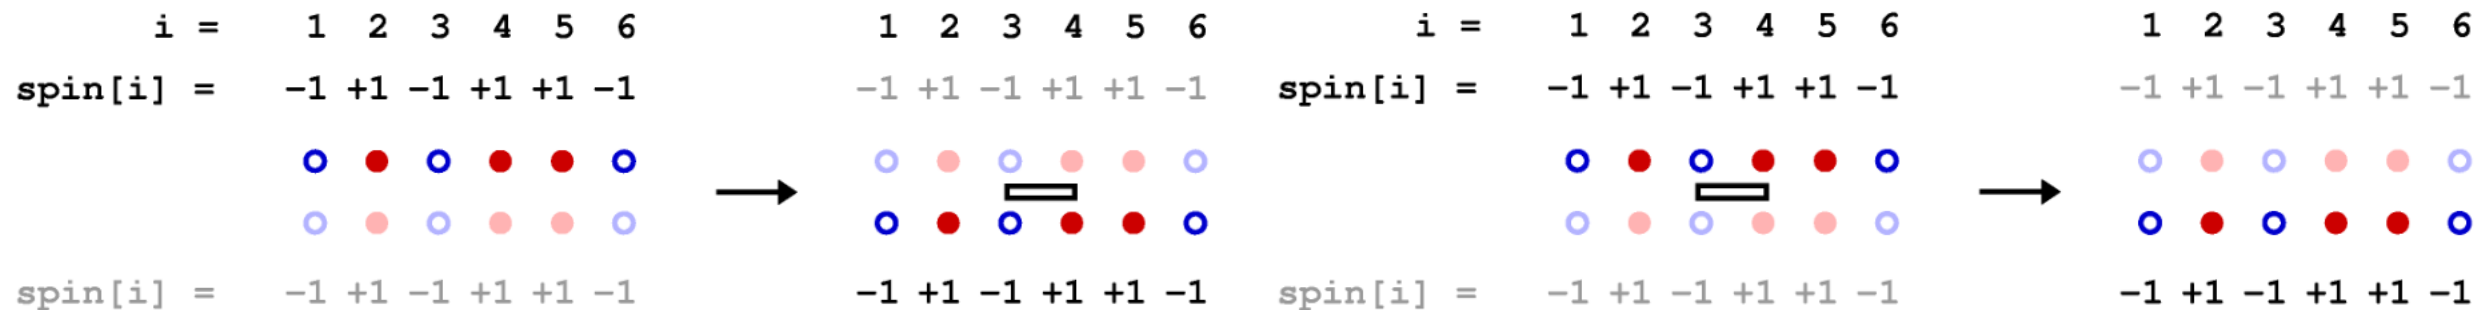 i = 1 2 3 4 5 6 1 2 3 4 5 6 i = 1 2 3 4 5 6 1 2 3 4 5 6
spin[i] = −1 +1 −1 +1 +1 −1 −1 +1 −1 +1 +1 −1 spin[i] = −1 +1 −1 +1 +1 −1 −1 +1 −1 +1 +1 −1
spin[i] = −1 +1 −1 +1 +1 −1 −1 +1 −1 +1 +1 −1 spin[i] = −1 +1 −1 +1 +1 −1 −1 +1 −1 +1 +1 −1